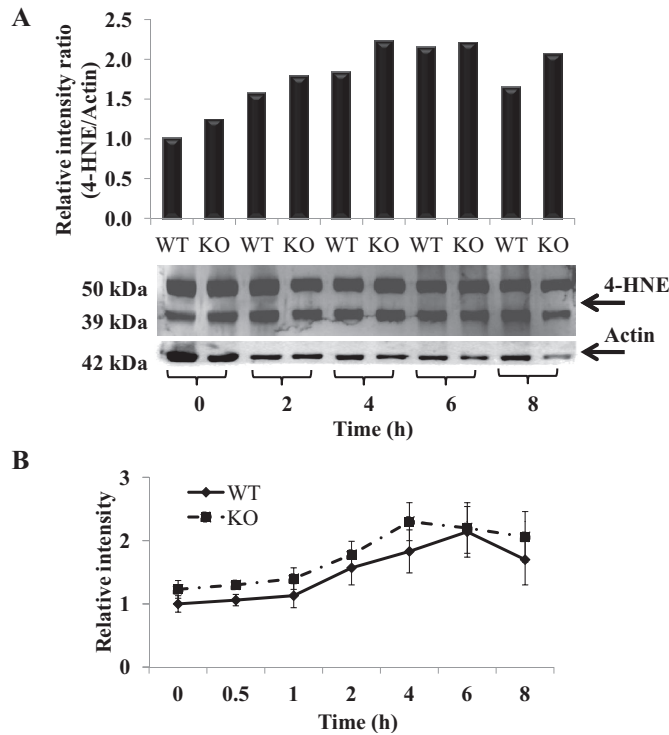 A
Relative intensity ratio
(4-HNE/Actin)
2.5
2.0
1.5
1.0
0.5
0.0
WT KO WT KO WT KO WT KO WT KO
50 kDa
39 kDa
4-HNE
42 kDa
Actin
0 2 4 6 8
Time (h)
B
Relative intensity
3
2
1
0
WT
KO
0 0.5 1 2 4 6 8
Time (h)